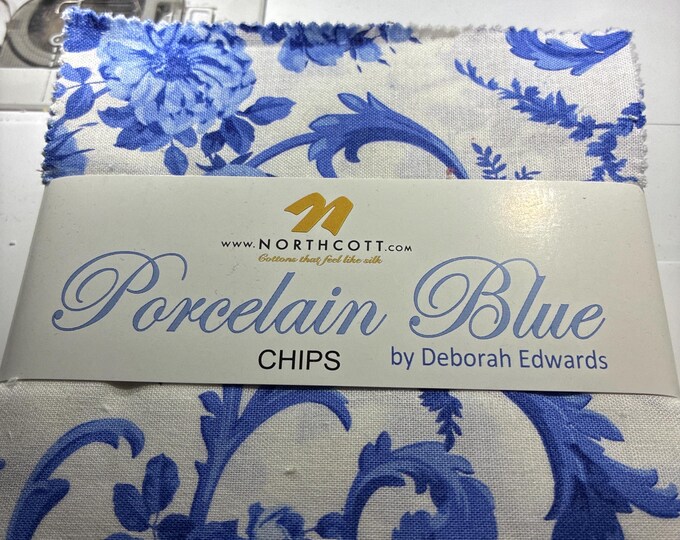 www.NORTHCOTT.com
Cottons that feel like silk
Porcelain Blue
CHIPS
by Deborah Edwards